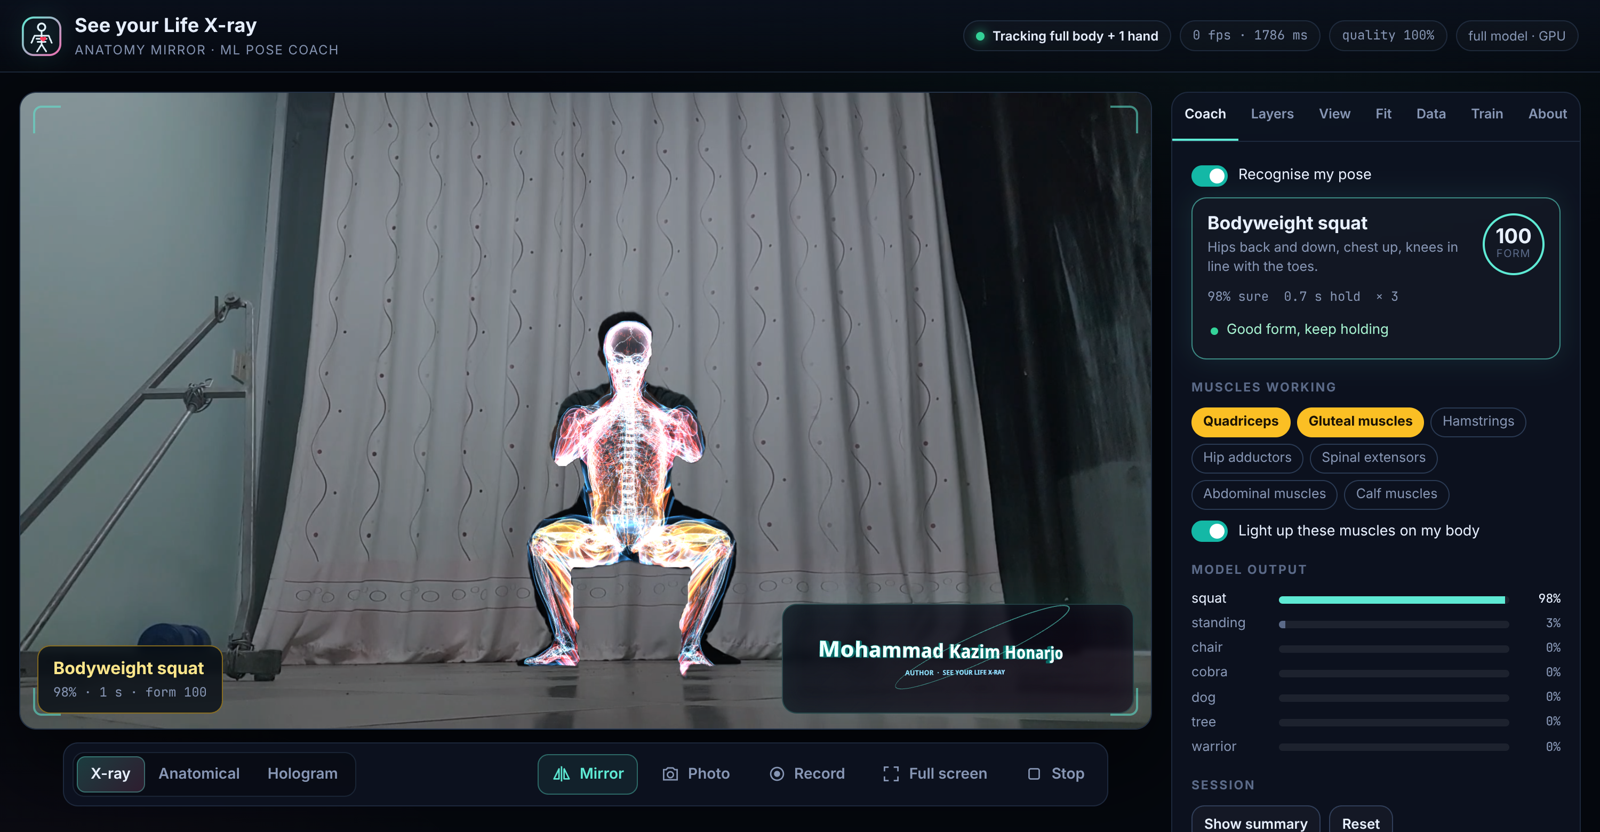 See your Life X-ray
ANATOMY MIRROR · ML POSE COACH
Tracking full body + 1 hand
0 fps · 1786 ms
quality 100%
full model · GPU
Coach Layers View Fit Data Train About
Recognise my pose
Bodyweight squat
Hips back and down, chest up, knees in
line with the toes.
100
FORM
98% sure 0.7 s hold × 3
Good form, keep holding
MUSCLES WORKING
Quadriceps Gluteal muscles Hamstrings
Hip adductors Spinal extensors
Abdominal muscles Calf muscles
Light up these muscles on my body
MODEL OUTPUT
squat 98%
standing 3%
chair 0%
cobra 0%
dog 0%
tree 0%
warrior 0%
SESSION
Show summary Reset
Mohammad Kazim Honarjo
AUTHOR · SEE YOUR LIFE X-RAY
Bodyweight squat
98% · 1 s · form 100
X-ray Anatomical Hologram
Mirror Photo Record Full screen Stop